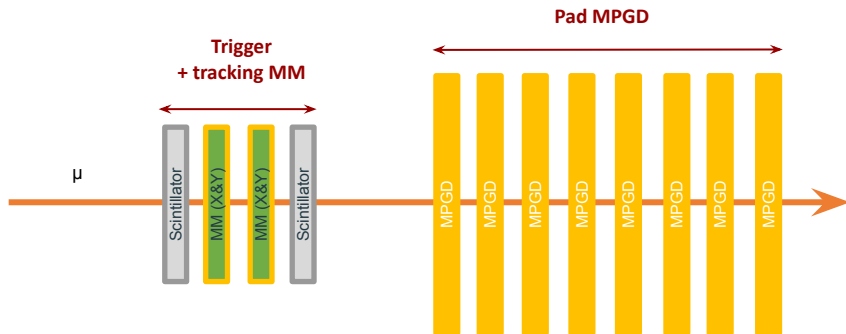 Pad MPGD
Trigger
+ tracking MM
μ
Scintillator
MM (X&Y)
MM (X&Y)
Scintillator
MPGD
MPGD
MPGD
MPGD
MPGD
MPGD
MPGD
MPGD